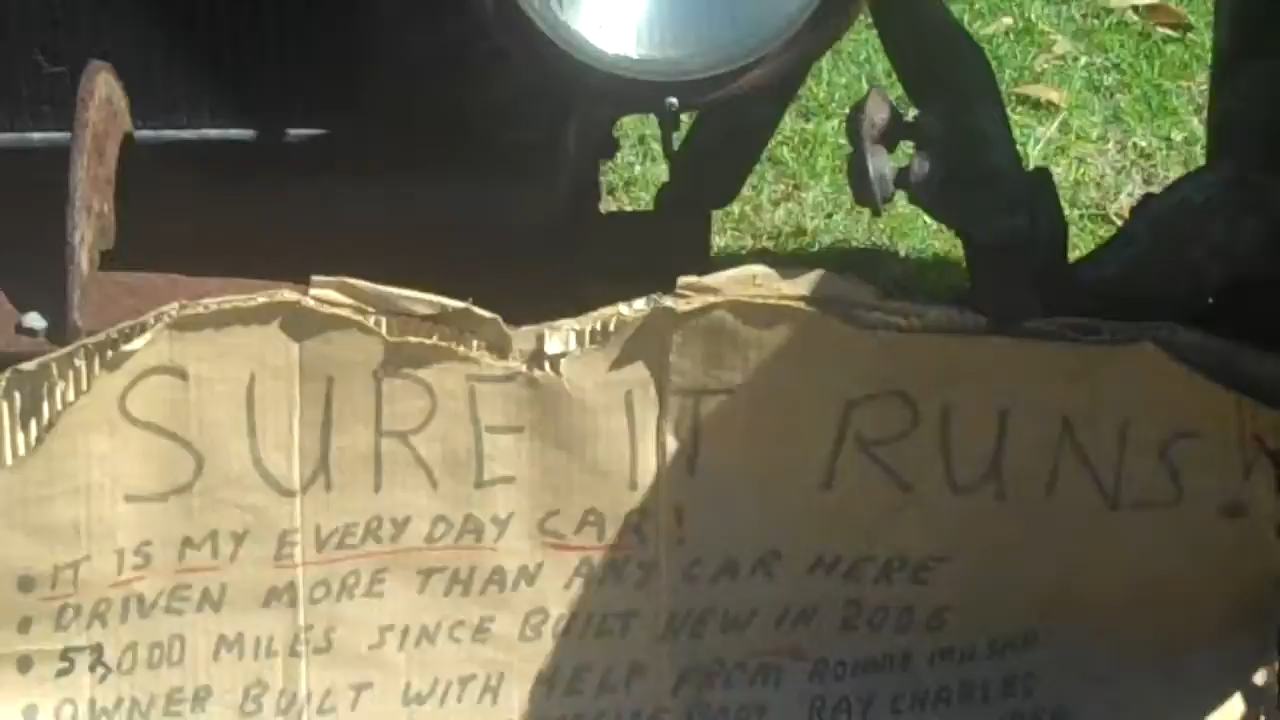 SURE IT RUNS!
• IT IS MY EVERY DAY CAR!
• DRIVEN MORE THAN ANY CAR HERE
• 52,000 MILES SINCE BUILT NEW IN 2006
• OWNER BUILT WITH HELP FROM
RAY CHARLES